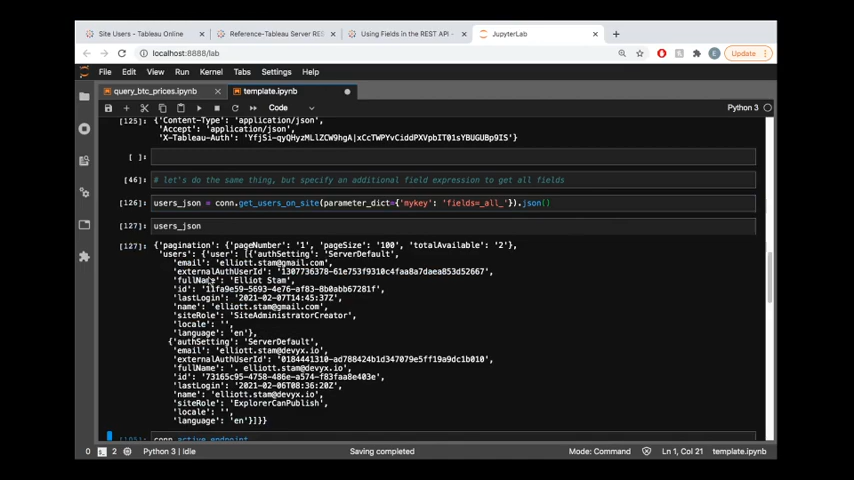 Site Users - Tableau Online
Reference-Tableau Server RES
Using Fields in the REST API -
JupyterLab
localhost:8888/lab
Update
File Edit View Run Kernel Tabs Settings Help
query_btc_prices.ipynb
template.ipynb
Code
Python 3
[125]
{'Content-Type': 'application/json',
'Accept': 'application/json',
[ ]:
[46]
# let's do the same thing, but specify an additional field expression to get all fields
[126]
users_json = conn.get_users_on_site(parameter_dict={'mykey': 'fields=_all_'}).json()
[127]
users_json
[127]
{'pagination': {'pageNumber': '1', 'pageSize': '100', 'totalAvailable': '2'},
'users': {'user': [{'authSetting': 'ServerDefault',
'email': 'elliott.stam@gmail.com',
'externalAuthUserId': '1307736378-61e753f9310c4faa8a7daea853d52667',
'fullName': 'Elliot Stam',
'id': '11fa9e59-5693-4e76-af83-8b0abb67281f',
'lastLogin': '2021-02-07T14:45:37Z',
'name': 'elliott.stam@gmail.com',
'siteRole': 'SiteAdministratorCreator',
'locale': '',
'language': 'en'},
{'authSetting': 'ServerDefault',
'email': 'elliott.stam@devyx.io',
'externalAuthUserId': '0184441310-ad788424b1d347079e5ff19a9dc1b010',
'fullName': '. elliott.stam@devyx.io',
'id': '73165c95-4758-486e-a574-f83faa8e403e',
'lastLogin': '2021-02-06T08:36:20Z',
'name': 'elliott.stam@devyx.io',
'siteRole': 'ExplorerCanPublish',
'locale': '',
'language': 'en'}]}}
[105]
conn.active_endpoint
0
2
Python 3 | Idle
Saving completed
Mode: Command
Ln 1, Col 21
template.ipynb